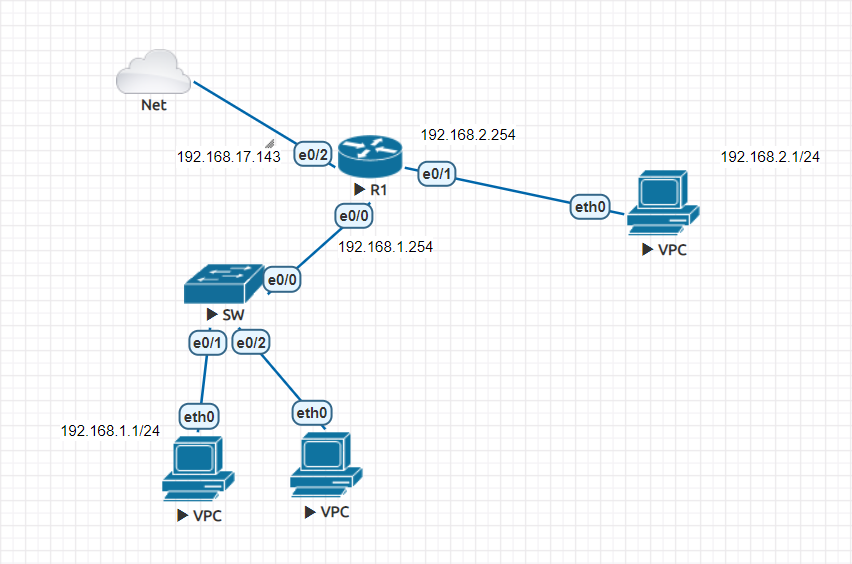 Net
192.168.2.254
192.168.17.143
e0/2
192.168.2.1/24
e0/1
R1
eth0
e0/0
192.168.1.254
VPC
e0/0
SW
e0/1
e0/2
eth0
eth0
192.168.1.1/24
VPC
VPC